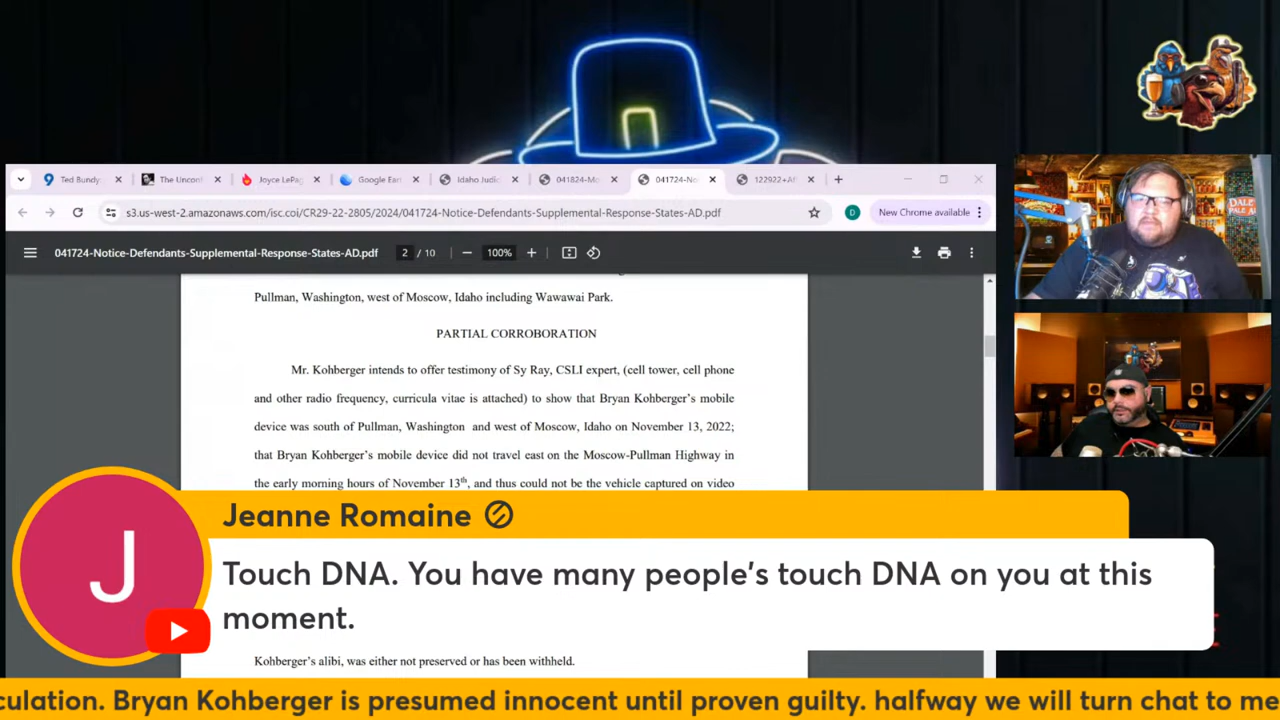 Ted Bundy
The Uncon
Joyce LePa
Google Ear
Idaho Judic
041824-Mo
041724-No
122922+Af
s3.us-west-2.amazonaws.com/isc.coi/CR29-22-2805/2024/041724-Notice-Defendants-Supplemental-Response-States-AD.pdf
D
New Chrome available
041724-Notice-Defendants-Supplemental-Response-States-AD.pdf
2 / 10
100%
Pullman, Washington, west of Moscow, Idaho including Wawawai Park.
PARTIAL CORROBORATION
Mr. Kohberger intends to offer testimony of Sy Ray, CSLI expert, (cell tower, cell phone
and other radio frequency, curricula vitae is attached) to show that Bryan Kohberger's mobile
device was south of Pullman, Washington and west of Moscow, Idaho on November 13, 2022;
that Bryan Kohberger's mobile device did not travel east on the Moscow-Pullman Highway in
the early morning hours of November 13th, and thus could not be the vehicle captured on video
DALE
PALE A
J
Jeanne Romaine
Touch DNA. You have many people's touch DNA on you at this
moment.
Kohberger's alibi, was either not preserved or has been withheld.
culation. Bryan Kohberger is presumed innocent until proven guilty. halfway we will turn chat to me